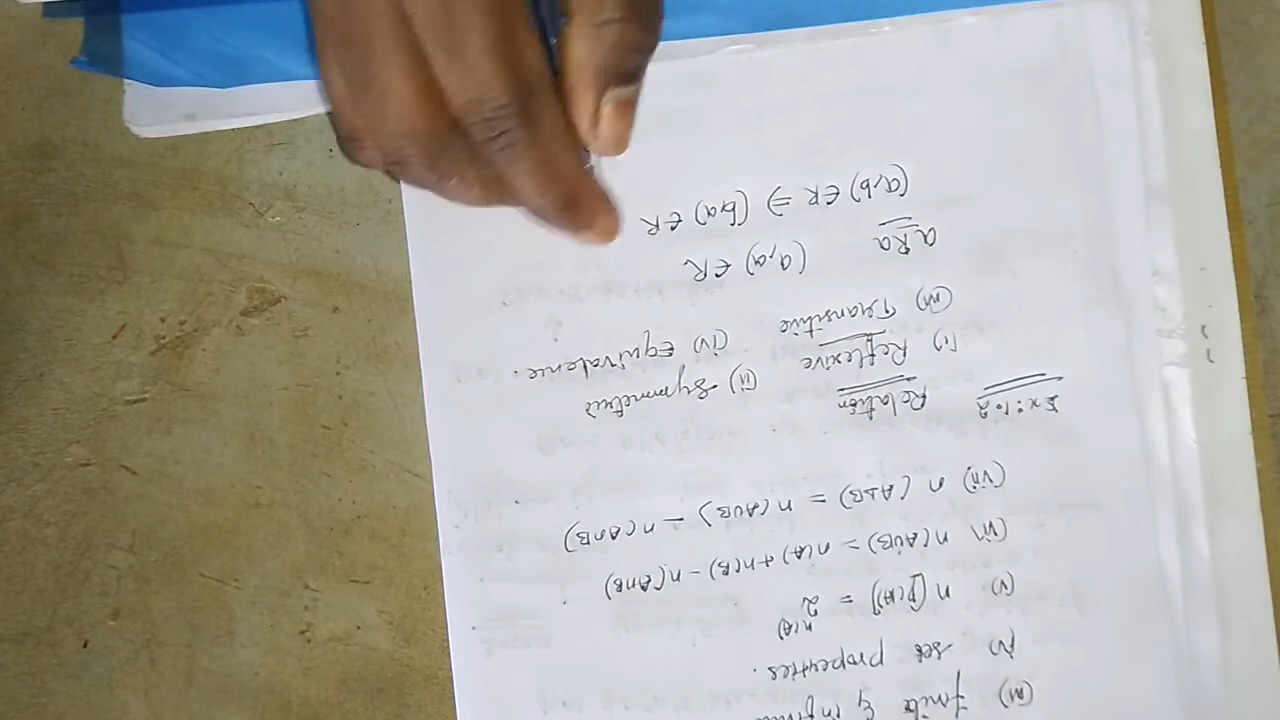 (iii) Finite & infinite
(iv) set properties.
(v) n[P(A)] = 2^n(A)
(vi) n(A∪B) = n(A)+n(B) - n(A∩B)
(vii) n(A△B) = n(A∪B) - n(A∩B)
Ex: 1.2 Relation
(i) Reflexive (ii) Symmetric
(iii) Transitive (iv) Equivalence.
aRa (a,a) ∈ R
(a,b) ∈ R ⇒ (b,a) ∈ R